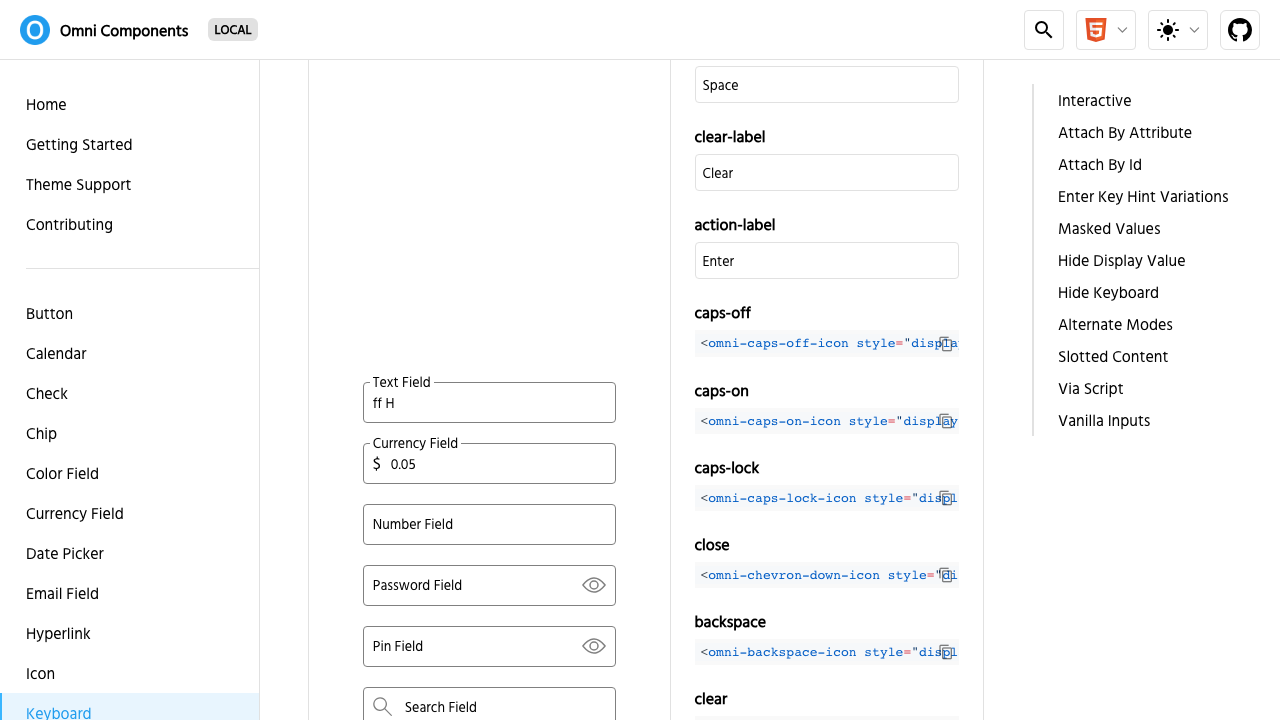 Omni Components
LOCAL
Home
Getting Started
Theme Support
Contributing
Button
Calendar
Check
Chip
Color Field
Currency Field
Date Picker
Email Field
Hyperlink
Icon
Keyboard
Text Field
ff H
Currency Field
$ 0.05
Number Field
Password Field
Pin Field
Search Field
Space
clear-label
Clear
action-label
Enter
caps-off
<omni-caps-off-icon style="displa
caps-on
<omni-caps-on-icon style="display
caps-lock
<omni-caps-lock-icon style="displ
close
<omni-chevron-down-icon style="di
backspace
<omni-backspace-icon style="displ
clear
Interactive
Attach By Attribute
Attach By Id
Enter Key Hint Variations
Masked Values
Hide Display Value
Hide Keyboard
Alternate Modes
Slotted Content
Via Script
Vanilla Inputs